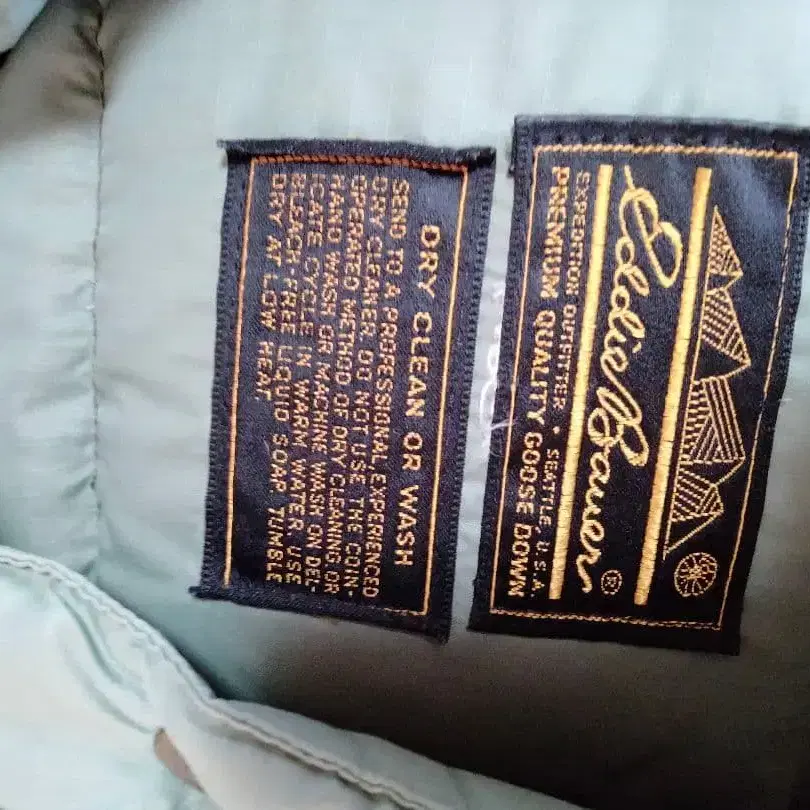 Eddie Bauer ®
EXPEDITION OUTFITTER • SEATTLE, U.S.A.
PREMIUM QUALITY GOOSE DOWN
DRY CLEAN OR WASH
SEND TO A PROFESSIONAL, EXPERIENCED
DRY CLEANER. DO NOT USE THE COIN-
OPERATED METHOD OF DRY CLEANING. OR
HAND WASH OR MACHINE WASH ON DEL-
ICATE CYCLE IN WARM WATER. USE
BLEACH-FREE LIQUID SOAP. TUMBLE
DRY AT LOW HEAT.